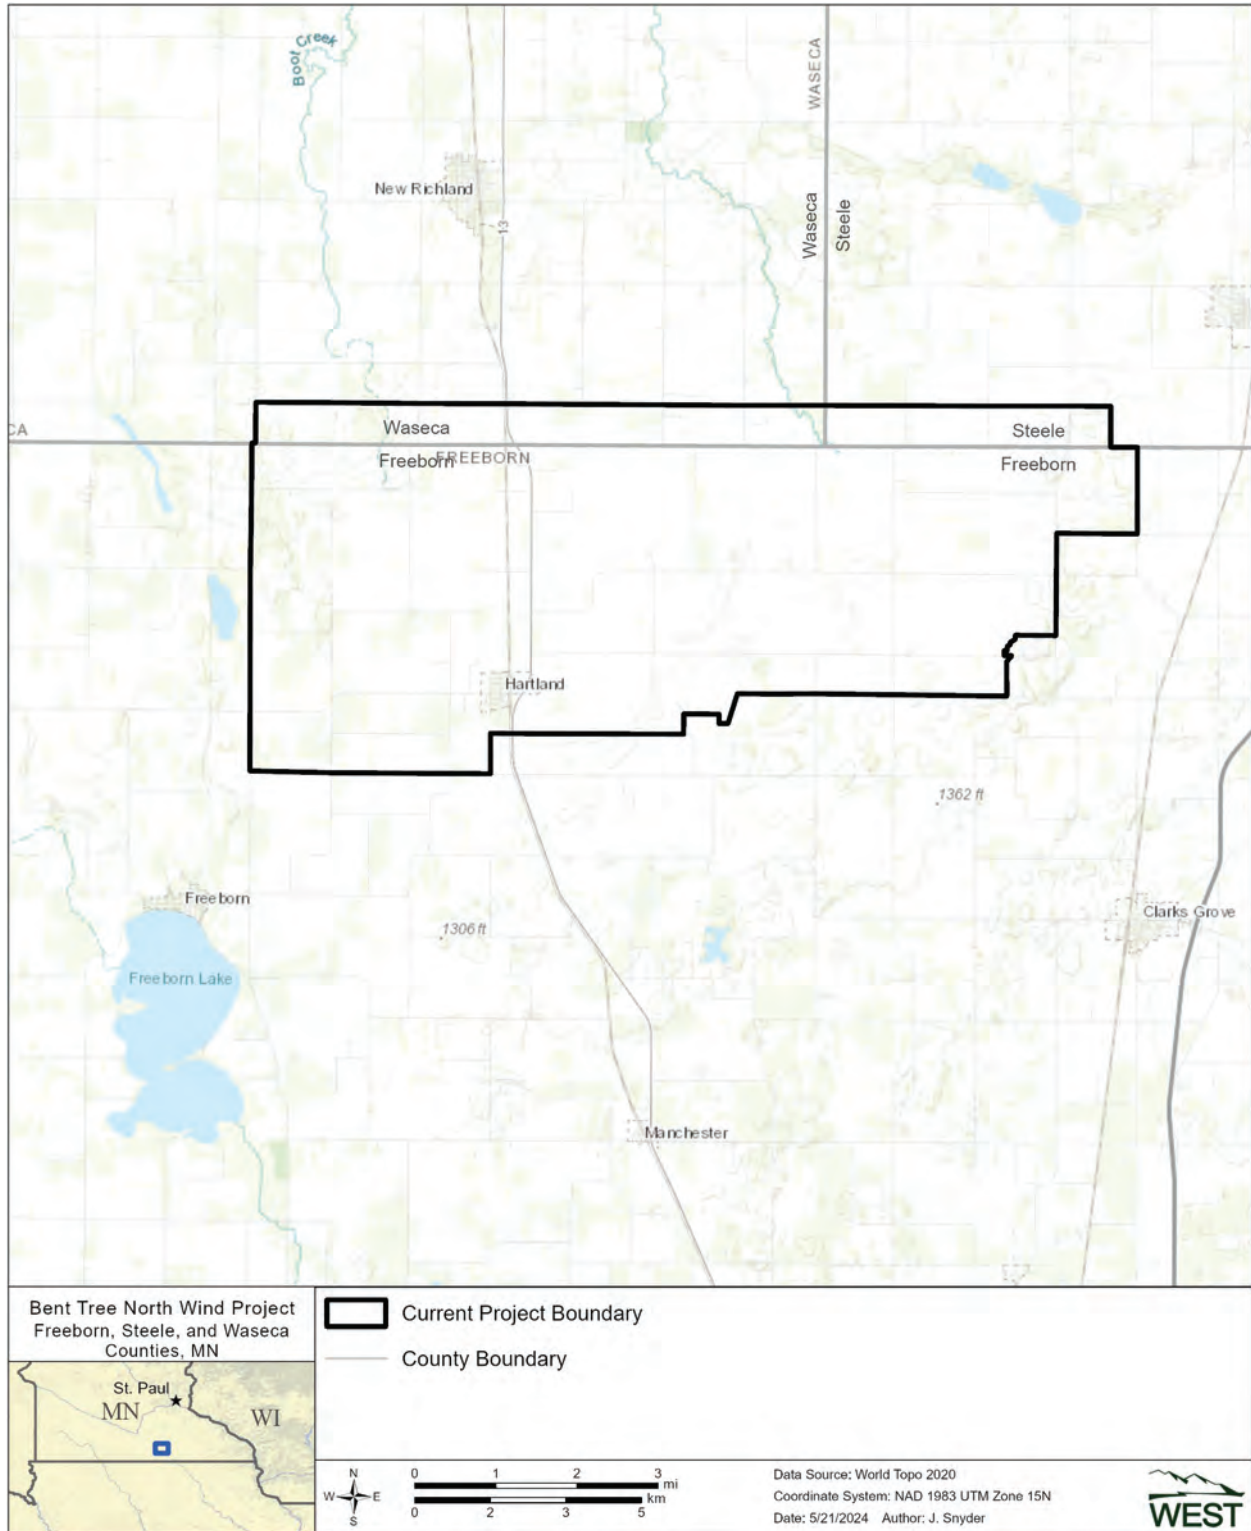 Boot Creek
WASECA
New Richland
13
Waseca
Steele
CA
Waseca
Freeborn
FREEBORN
Steele
Freeborn
Hartland
1362 ft
Freeborn
Clarks Grove
1306 ft
Freeborn Lake
Manchester
Bent Tree North Wind Project
Freeborn, Steele, and Waseca
Counties, MN
St. Paul
MN
WI
Current Project Boundary
County Boundary
N
W E
S
0 1 2 3
mi
km
0 2 3 5
Data Source: World Topo 2020
Coordinate System: NAD 1983 UTM Zone 15N
Date: 5/21/2024 Author: J. Snyder
WEST